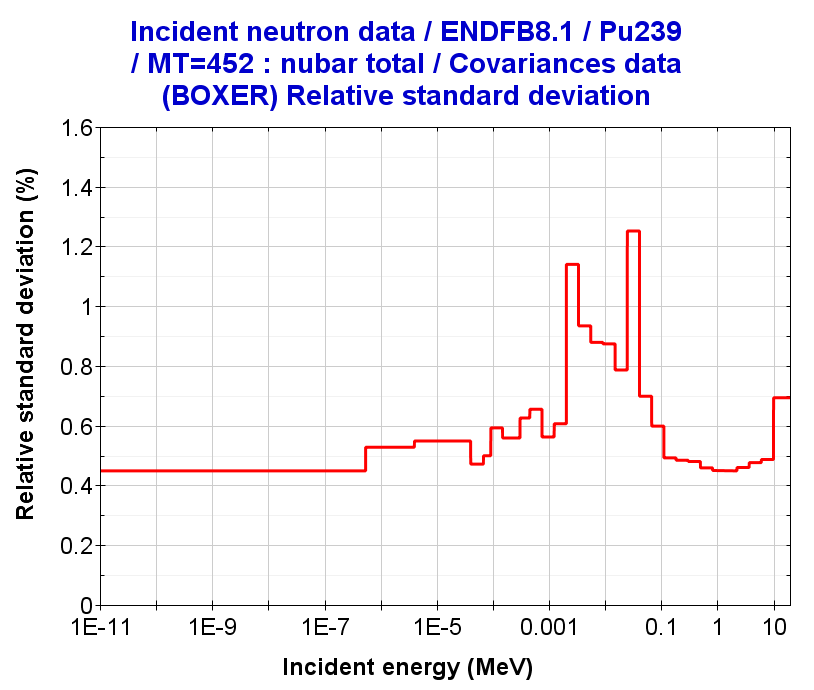 Incident neutron data / ENDFB8.1 / Pu239
/ MT=452 : nubar total / Covariances data
(BOXER) Relative standard deviation
Relative standard deviation (%)
1.6
1.4
1.2
1
0.8
0.6
0.4
0.2
0
1E-11
1E-9
1E-7
1E-5
0.001
0.1
1
10
Incident energy (MeV)